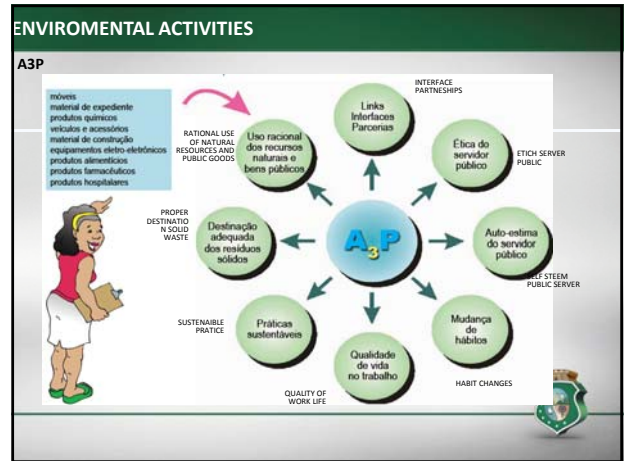 ENVIROMENTAL ACTIVITIES
A3P
móveis
material de expediente
produtos químicos
veículos e acessórios
material de construção
equipamentos eletro-eletrônicos
produtos alimentícios
produtos farmacêuticos
produtos hospitalares
INTERFACE
PARTNESHIPS
Links
Interfaces
Parcerias
RATIONAL USE
OF NATURAL
RESOURCES AND
PUBLIC GOODS
Uso racional
dos recursos
naturais e
bens públicos
Ética do
servidor
público
ETICH SERVER
PUBLIC
PROPER
DESTINATIO
N SOLID
WASTE
Destinação
adequada
dos resíduos
sólidos
A3P
Auto-estima
do servidor
público
SELF STEEM
PUBLIC SERVER
SUSTENAIBLE
PRATICE
Práticas
sustentáveis
Mudança
de
hábitos
Qualidade
de vida
no trabalho
HABIT CHANGES
QUALITY OF
WORK LIFE